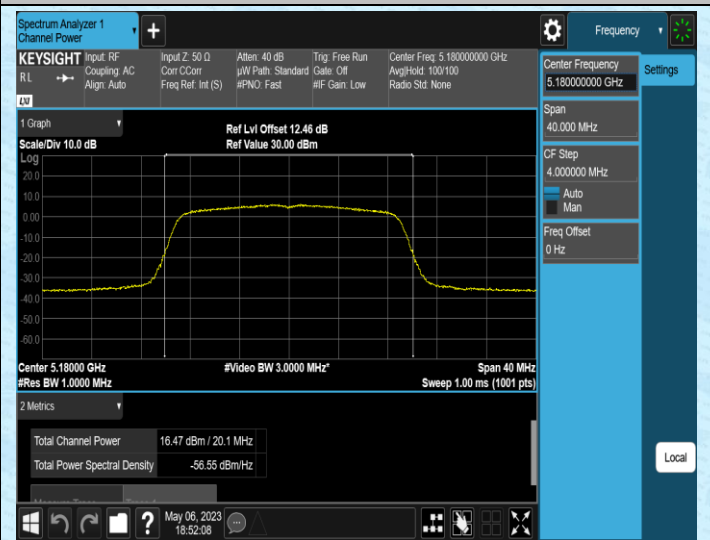 Spectrum Analyzer 1
Channel Power
+
Frequency
KEYSIGHT
RL
LXI
Input: RF
Coupling: AC
Align: Auto
Input Z: 50 Ω
Corr CCorr
Freq Ref: Int (S)
Atten: 40 dB
µW Path: Standard
#PNO: Fast
Trig: Free Run
Gate: Off
#IF Gain: Low
Center Freq: 5.180000000 GHz
Avg|Hold: 100/100
Radio Std: None
Center Frequency
5.180000000 GHz
Settings
Span
40.000 MHz
CF Step
4.000000 MHz
Auto
Man
Freq Offset
0 Hz
Local
1 Graph
Scale/Div 10.0 dB
Ref Lvl Offset 12.46 dB
Ref Value 30.00 dBm
Log
20.0
10.0
0.00
-10.0
-20.0
-30.0
-40.0
-50.0
-60.0
Center 5.18000 GHz
#Res BW 1.0000 MHz
#Video BW 3.0000 MHz*
Span 40 MHz
Sweep 1.00 ms (1001 pts)
2 Metrics
Total Channel Power 16.47 dBm / 20.1 MHz
Total Power Spectral Density -56.55 dBm/Hz
?
May 06, 2023
18:52:08